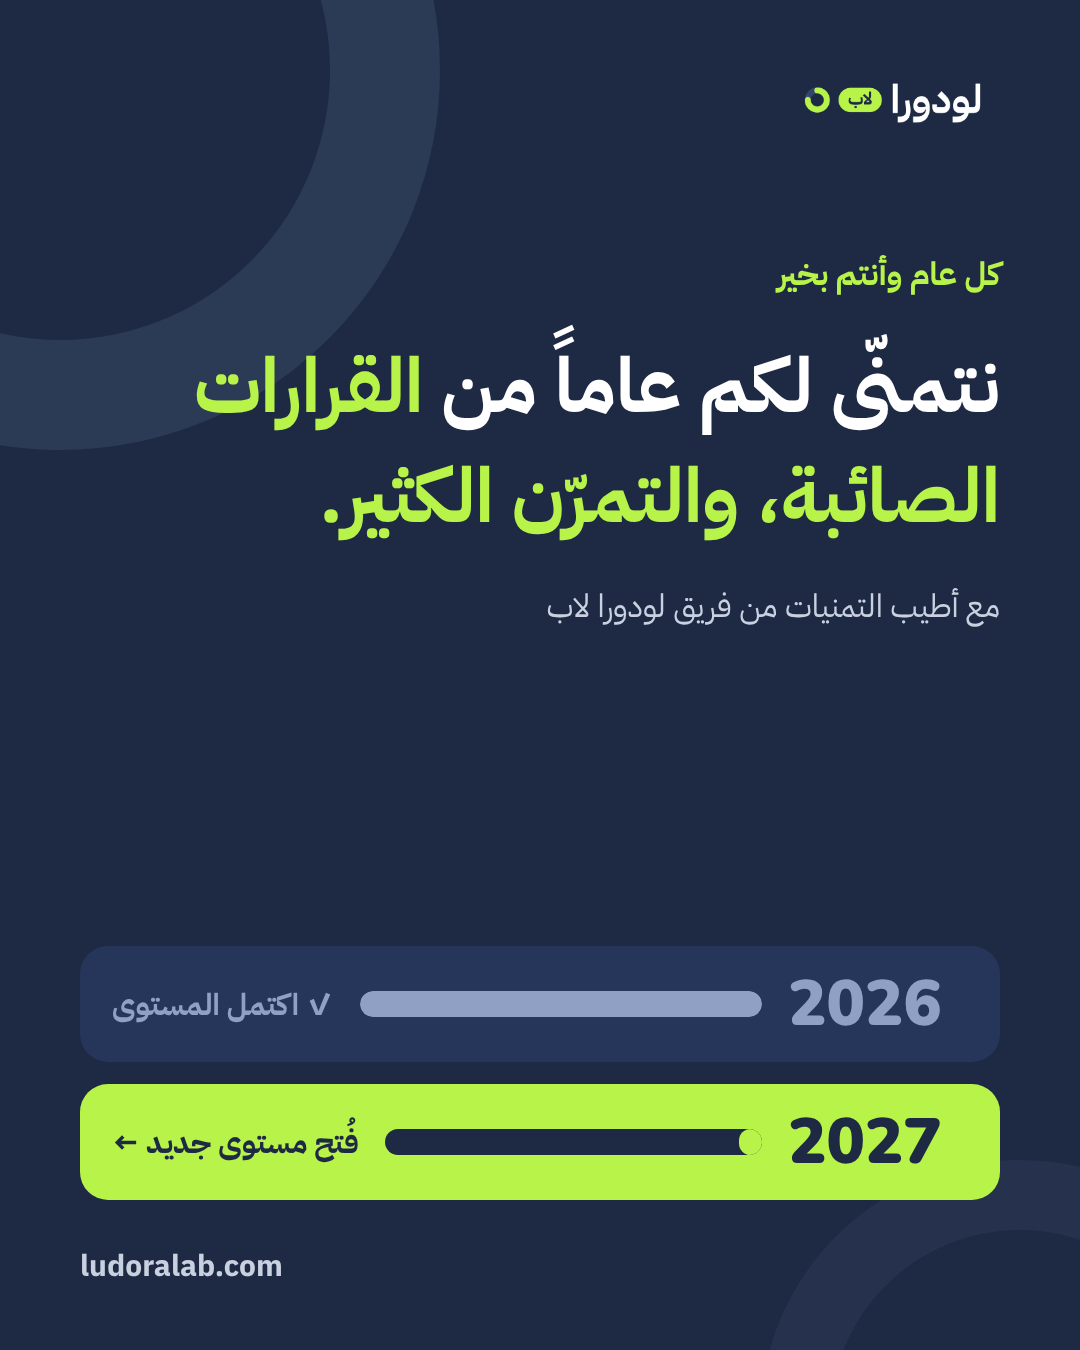 لودورا لاب
كل عام وأنتم بخير
نتمنّى لكم عاماً من القرارات
الصائبة، والتمرّن الكثير.
مع أطيب التمنيات من فريق لودورا لاب
2026 ✓ اكتمل المستوى
2027 فُتح مستوى جديد ←
ludoralab.com